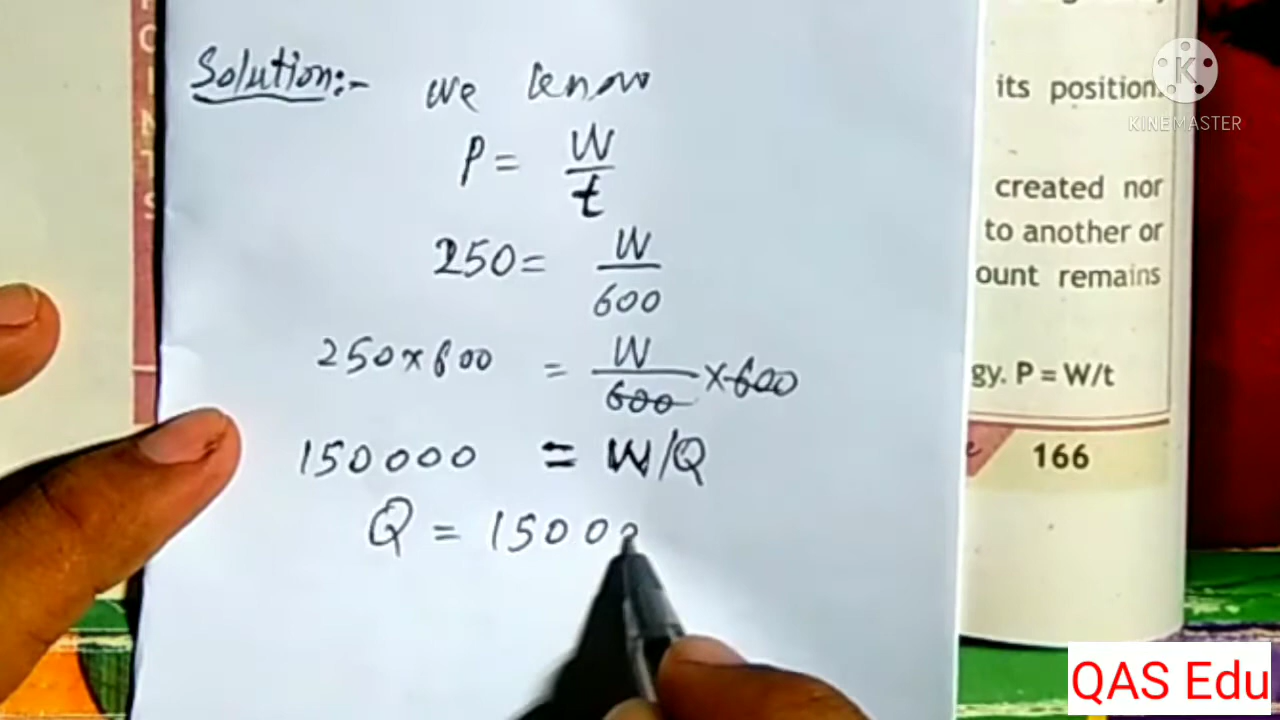 P
O
I
N
T
S
Solution:- we know
P = W/t
250 = W/600
250×600 = W/600 ×600
150000 = W/Q
Q = 15000
its position.
created nor
to another or
ount remains
gy. P = W/t
166
KINEMASTER
QAS Edu